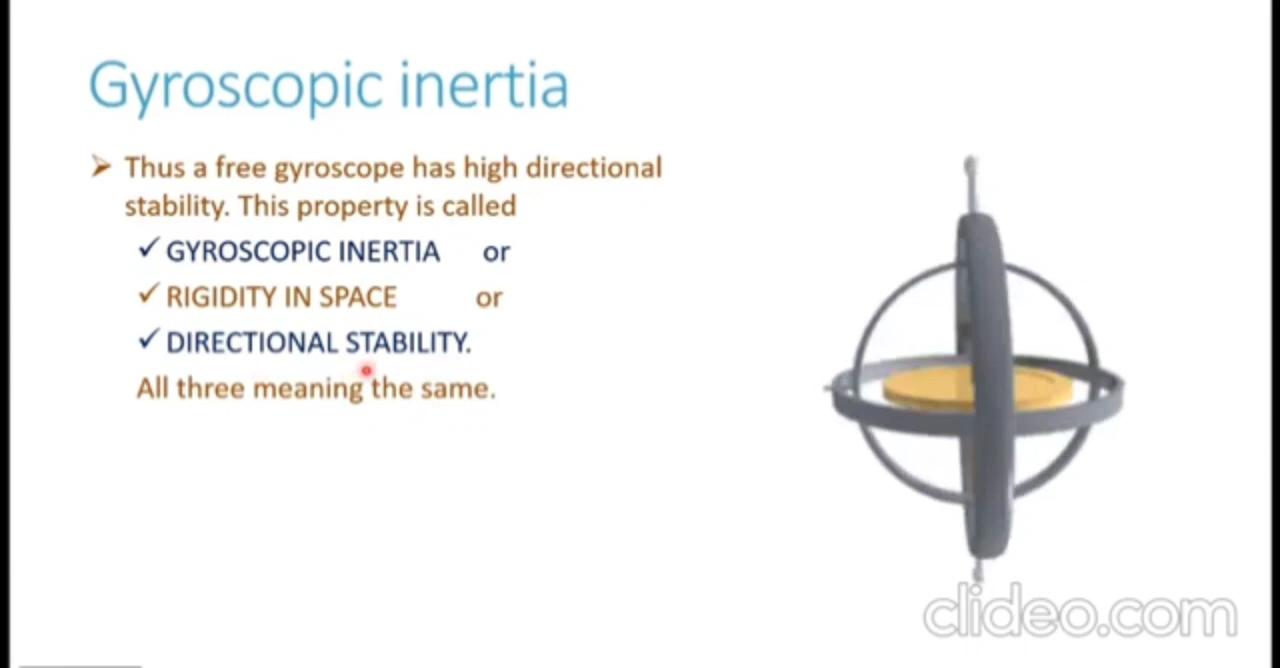 Gyroscopic inertia
➢ Thus a free gyroscope has high directional
stability. This property is called
✓ GYROSCOPIC INERTIA or
✓ RIGIDITY IN SPACE or
✓ DIRECTIONAL STABILITY.
All three meaning the same.
clideo.com